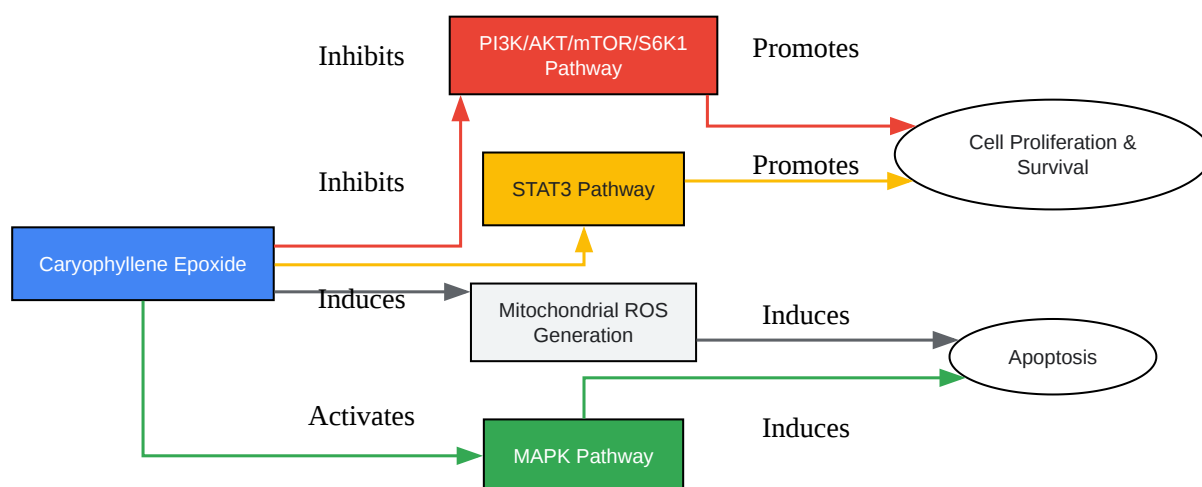 Inhibits
PI3K/AKT/mTOR/S6K1
Pathway
Promotes
Cell Proliferation &
Survival
Inhibits
STAT3 Pathway
Promotes
Caryophyllene Epoxide
Induces
Mitochondrial ROS
Generation
Induces
Apoptosis
Activates
MAPK Pathway
Induces